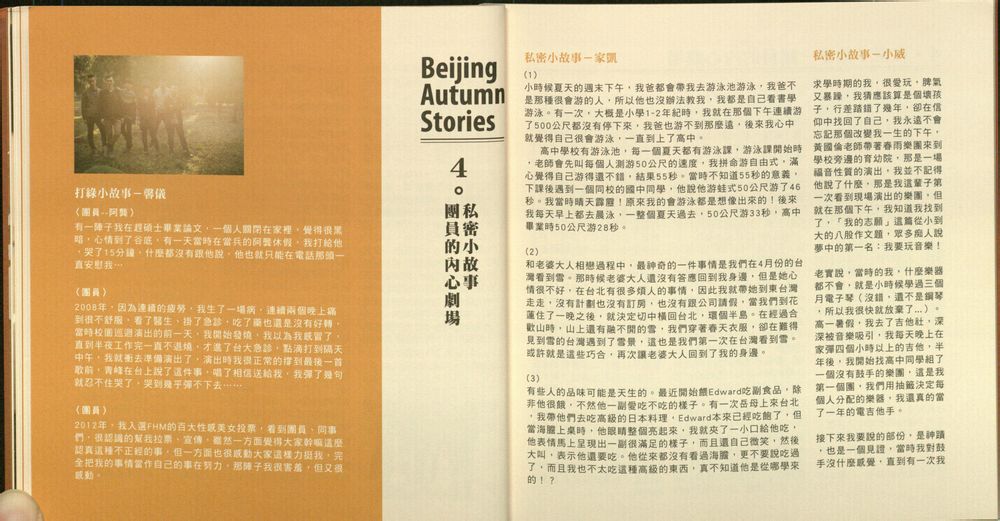 打綠小故事－馨儀
〈團員--阿龔〉
有一陣子我在趕碩士畢業論文，一個人關閉在家裡，覺得很黑
暗，心情到了谷底，有一天當時在當兵的阿龔休假，我打給他
，哭了15分鐘，什麼都沒有跟他說，他也就只能在電話那頭一
直安慰我…
〈團員〉
2008年，因為連續的疲勞，我生了一場病，連續兩個晚上痛
到很不舒服，看了醫生、掛了急診，吃了藥也還是沒有好轉，
當時校園巡迴演出的前一天，我開始發燒，我以為我感冒了，
直到半夜工作完一直不退燒，才進了台大急診，點滴打到隔天
中午，我就衝去準備演出了，演出時我很正常的撐到最後一首
歌前，青峰在台上說了這件事，唱了相信送給我，我彈了幾句
就忍不住哭了，哭到幾乎彈不下去……
〈團員〉
2012年，我入選FHM的百大性感美女投票，看到團員、同事
們，很認識的幫我拉票、宣傳，雖然一方面覺得大家幹嘛這麼
認真這種不正經的事，但一方面也很感動大家這樣力挺我，完
全把我的事情當作自己的事在努力，那陣子我很害羞，但又很
感動。
Beijing
Autumn
Stories
4。
私密小故事
團員的內心劇場
私密小故事－家凱
(1)
小時候夏天的週末下午，我爸都會帶我去游泳池游泳，我爸不
是那種很會游的人，所以他也沒辦法教我，我都是自己看書學
游泳。有一次，大概是小學1-2年紀時，我就在那個下午連續游
了500公尺都沒有停下來，我爸也游不到那麼遠，後來我心中
就覺得自己很會游泳，一直到上了高中。
高中學校有游泳池，每一個夏天都有游泳課，游泳課開始時
，老師會先叫每個人測游50公尺的速度，我拼命游自由式，滿
心覺得自己游得還不錯，結果55秒。當時不知道55秒的意義，
下課後遇到一個同校的國中同學，他說他游蛙式50公尺游了46
秒。我當時晴天霹靂！原來我的會游泳都是想像出來的！後來
我每天早上都去晨泳，一整個夏天過去，50公尺游33秒，高中
畢業時50公尺游28秒。
(2)
和老婆大人相戀過程中，最神奇的一件事情是我們在4月份的台
灣看到雪。那時候老婆大人還沒有答應回到我身邊，但是她心
情很不好，在台北有很多煩人的事情，因此我就帶她到東台灣
走走，沒有計劃也沒有訂房，也沒有跟公司請假，當我們到花
蓮住了一晚之後，就決定切中橫回台北，環個半島。在經過合
歡山時，山上還有融不開的雪，我們穿著春天衣服，卻在難得
見到雪的台灣遇到了雪景，這也是我們第一次在台灣看到雪。
或許就是這些巧合，再次讓老婆大人回到了我的身邊。
(3)
有些人的品味可能是天生的。最近開始餵Edward吃副食品，除
非他很餓，不然他一副愛吃不吃的樣子。有一次岳母上來台北
，我帶他們去吃高級的日本料理，Edward本來已經吃飽了，但
當海膽上桌時，他眼睛整個亮起來，我就夾了一小口給他吃，
他表情馬上呈現出一副很滿足的樣子，而且還自己微笑，然後
大叫，表示他還要吃。他從來都沒有看過海膽，更不要說吃過
了，而且我也不太吃這種高級的東西，真不知道他是從哪學來
的！？
私密小故事－小威
求學時期的我，很愛玩，脾氣
又暴躁，我猜應該算是個壞孩
子，行差踏錯了幾年，卻在信
仰中找回了自己，我永遠不會
忘記那個改變我一生的下午，
黃國倫老師帶著春雨樂團來到
學校旁邊的育幼院，那是一場
福音性質的演出，我並不記得
他說了什麼，那是我這輩子第
一次看到現場演出的樂團，但
就在那個下午，我知道我找到
了，「我的志願」這篇從小到
大的八股作文題，眾多癡人說
夢中的第一名：我要玩音樂！
老實說，當時的我，什麼樂器
都不會，就是小時候學過三個
月電子琴（沒錯，還不是鋼琴
，所以我很快就放棄了...）。
高一暑假，我去了吉他社，深
深被音樂吸引，我每天晚上在
家彈四個小時以上的吉他，半
年後，我開始找高中同學組了
一個沒有鼓手的樂團，這是我
第一個團，我們用抽籤決定每
個人分配的樂器，我還真的當
了一年的電吉他手。
接下來我要說的部份，是神蹟
，也是一個見證，當時我對鼓
手沒什麼感覺，直到有一次我